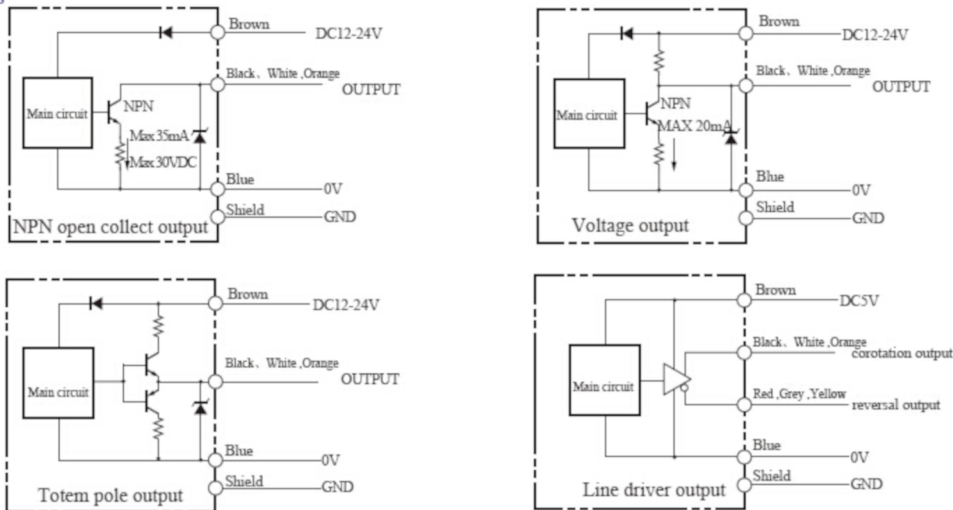 Brown
DC12-24V
Black、White ,Orange
OUTPUT
Main circuit
NPN
Max35mA
Max30VDC
Blue
0V
Shield
GND
NPN open collect output
Brown
DC12-24V
Black、White ,Orange
OUTPUT
Main circuit
NPN
MAX 20mA
Blue
0V
Shield
GND
Voltage output
Brown
DC12-24V
Black、White ,Orange
OUTPUT
Main circuit
Blue
0V
Shield
GND
Totem pole output
Brown
DC5V
Black、White ,Orange
corotation output
Main circuit
Red ,Grey ,Yellow
reversal output
Blue
0V
Shield
GND
Line driver output